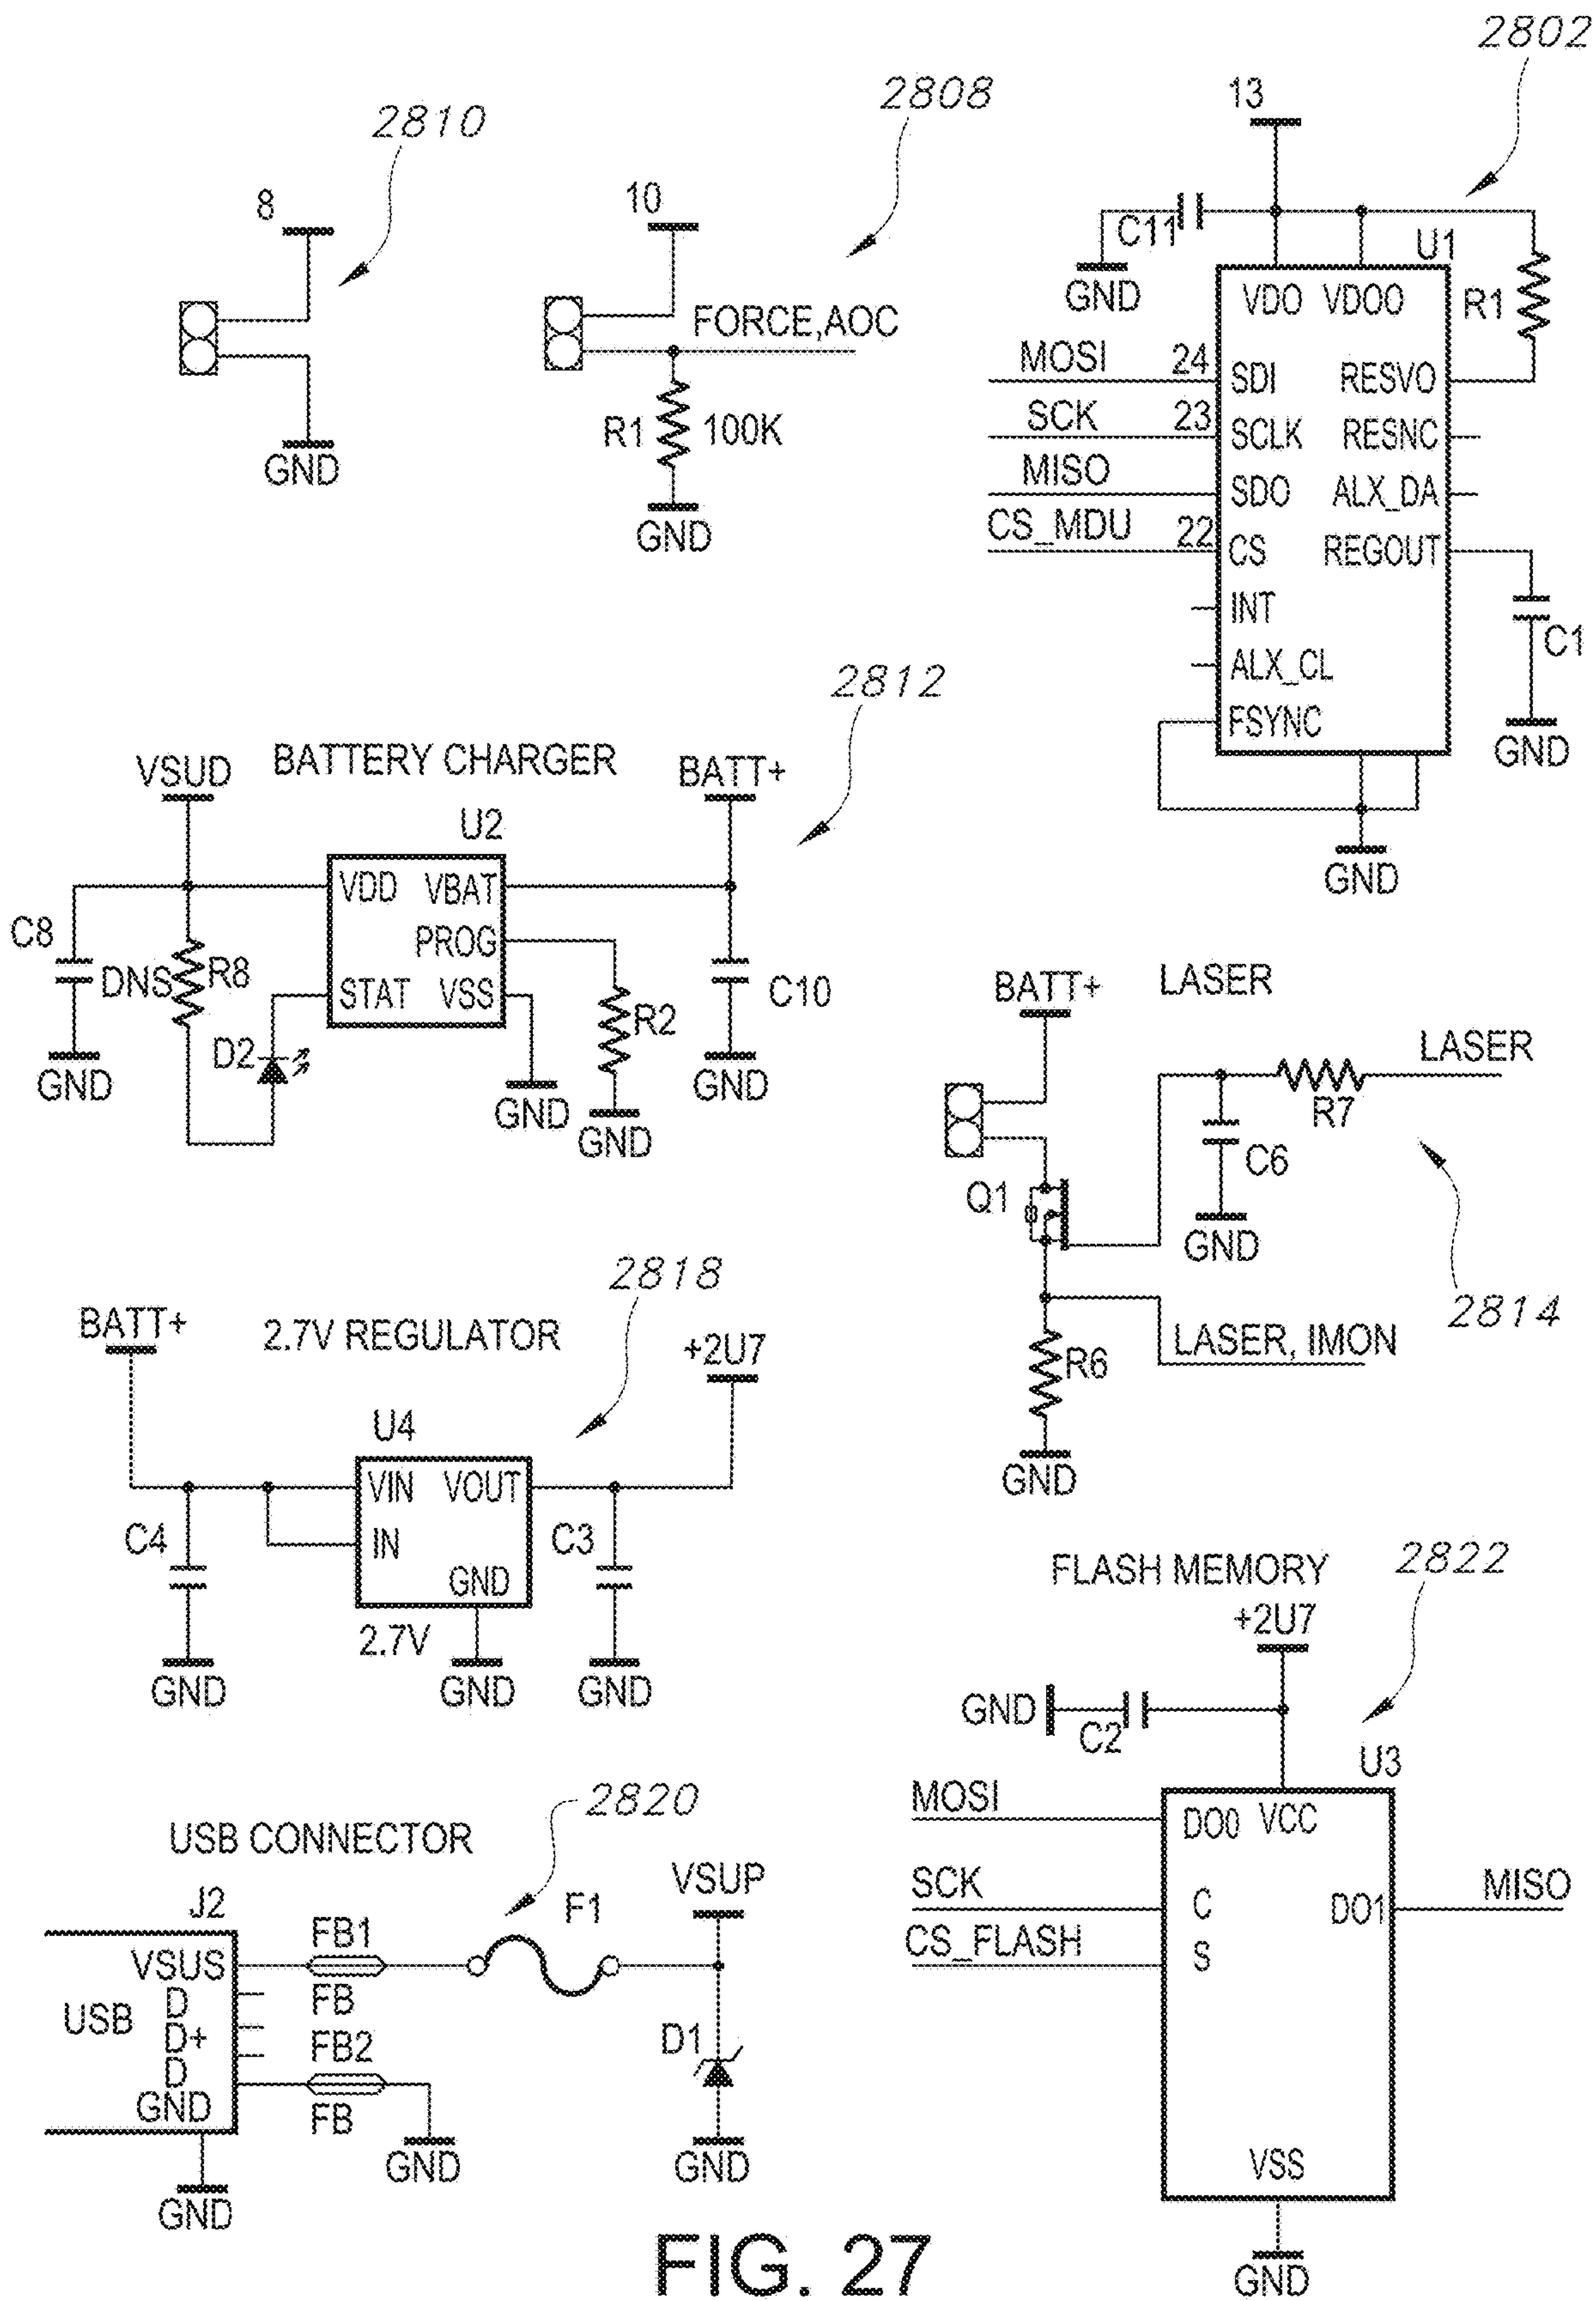 2802
2808
2810
13
8
10
C11
GND
U1
VDO VDOO
R1
FORCE,AOC
R1 100K
GND
GND
MOSI 24 SDI RESVO
SCK 23 SCLK RESNC
MISO SDO ALX_DA
CS_MDU 22 CS REGOUT
INT
ALX_CL
FSYNC
C1
GND
GND
2812
BATTERY CHARGER
VSUD
BATT+
U2
VDD VBAT
PROG
STAT VSS
C8
DNS R8
D2
R2
C10
GND
GND
GND
GND
LASER
BATT+
LASER
R7
C6
GND
Q1
2814
LASER, IMON
R6
GND
2818
2.7V REGULATOR
BATT+
+2U7
U4
VIN VOUT
IN
GND
C4
C3
2.7V
GND
GND
GND
2822
FLASH MEMORY
+2U7
GND
C2
U3
MOSI DO0 VCC
SCK C DO1 MISO
CS_FLASH S
VSS
GND
2820
USB CONNECTOR
J2
VSUS
USB
D
D+
D
GND
FB1
FB
FB2
FB
F1
VSUP
D1
GND
GND
GND
FIG. 27